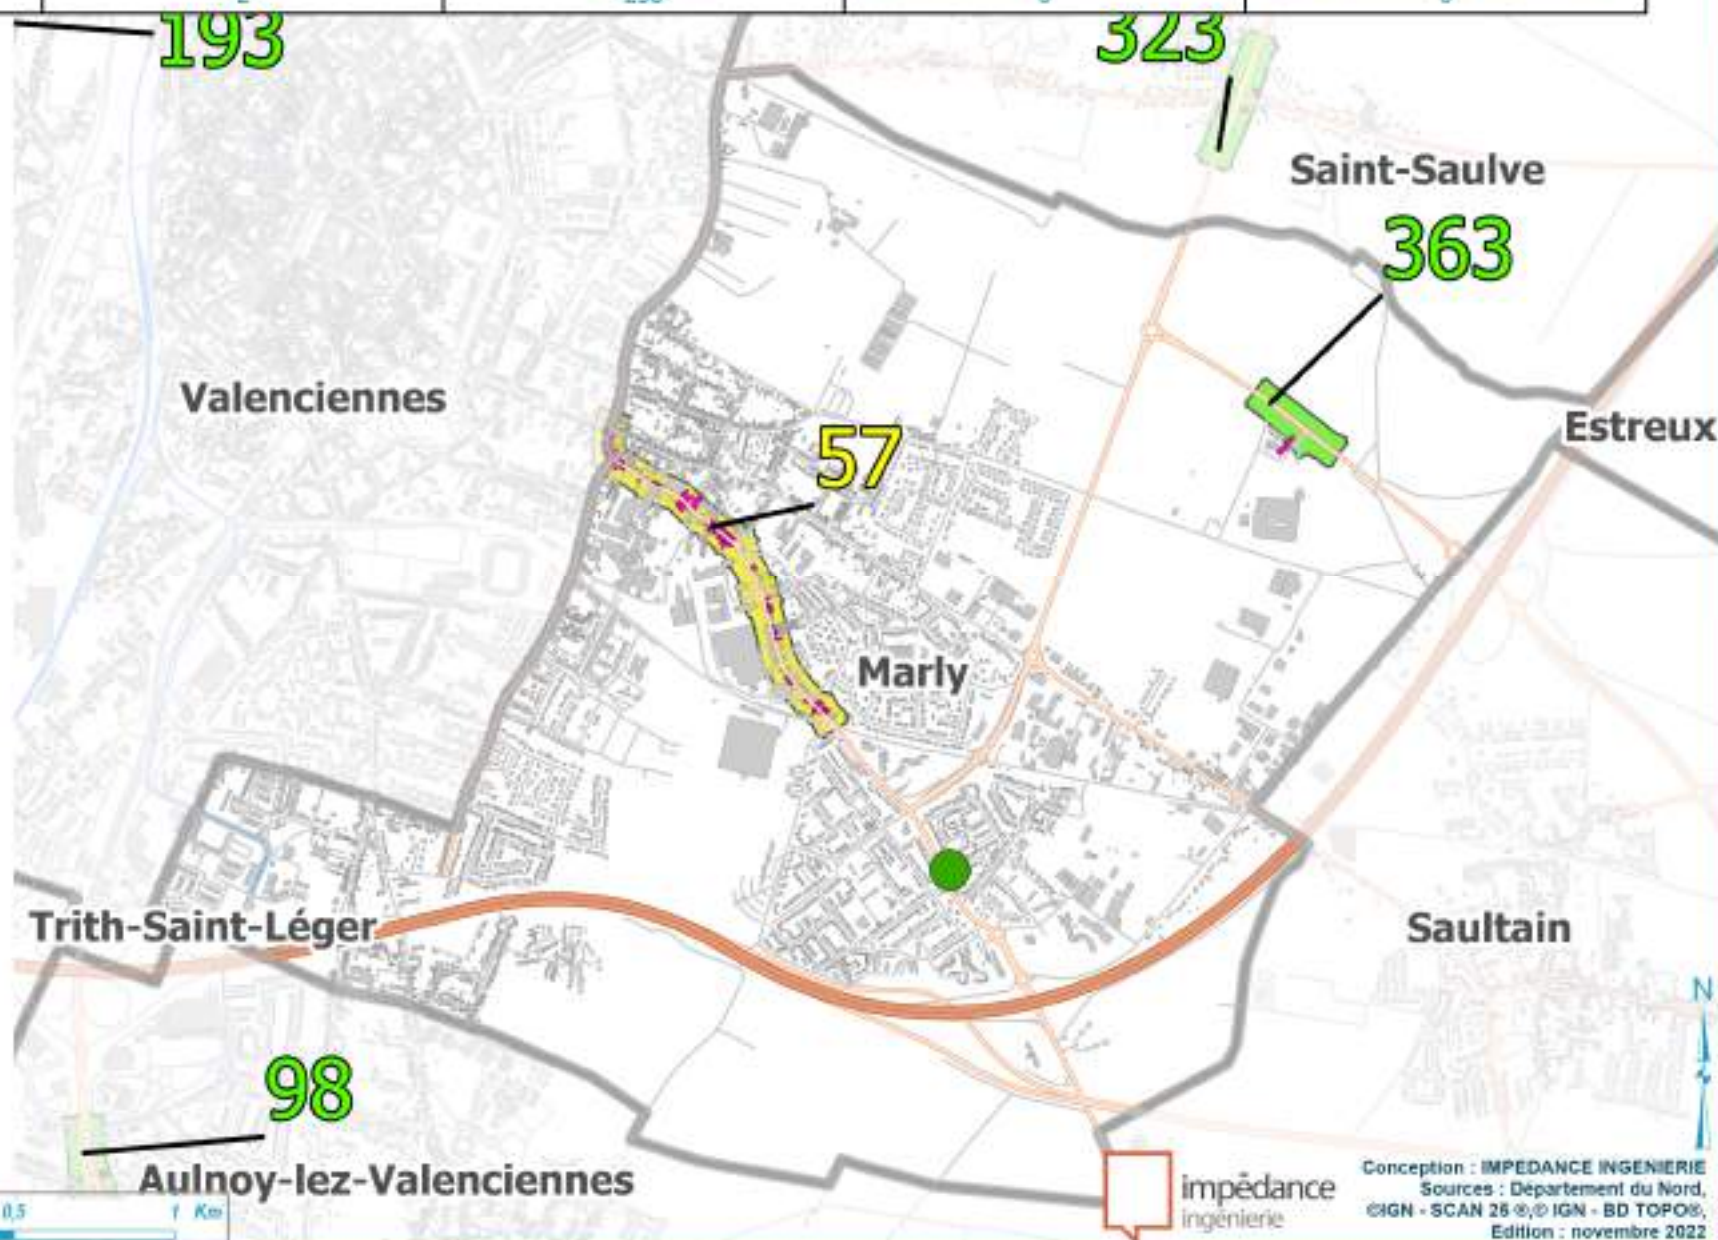 193
323
Saint-Saulve
363
Valenciennes
Estreux
57
Marly
Trith-Saint-Léger
Saultain
N
98
Aulnoy-lez-Valenciennes
0,5 1 Km
impédance
ingénierie
Conception : IMPEDANCE INGENIERIE
Sources : Département du Nord,
©IGN - SCAN 25 ®,© IGN - BD TOPO®,
Edition : novembre 2022